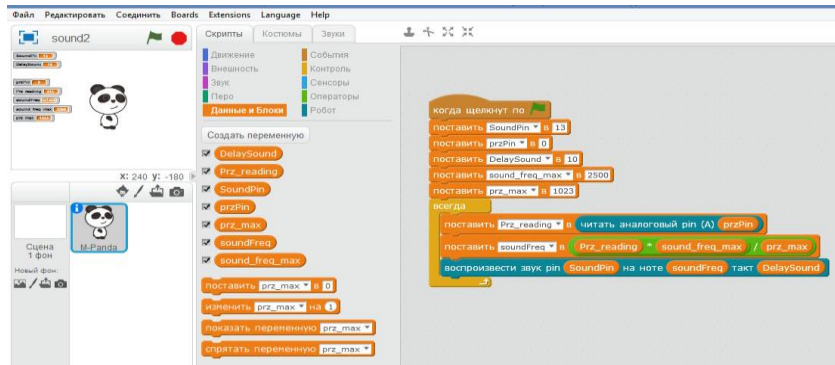 Файл Редактировать Соединить Boards Extensions Language Help
sound2
X: 240 y: -180
Сцена
1 фон
M-Panda
Новый фон:
Скрипты Костюмы Звуки
Движение События
Внешность Контроль
Звук Сенсоры
Перо Операторы
Данные и Блоки Робот
Создать переменную
DelaySound
Prz_reading
SoundPin
przPin
prz_max
soundFreq
sound_freq_max
поставить prz_max в 0
изменить prz_max на 1
показать переменную prz_max
спрятать переменную prz_max
когда щелкнут по
поставить SoundPin в 13
поставить przPin в 0
поставить DelaySound в 10
поставить sound_freq_max в 2500
поставить prz_max в 1023
всегда
поставить Prz_reading в читать аналоговый pin (A) przPin
поставить soundFreq в Prz_reading * sound_freq_max / prz_max
воспроизвести звук pin SoundPin на ноте soundFreq такт DelaySound